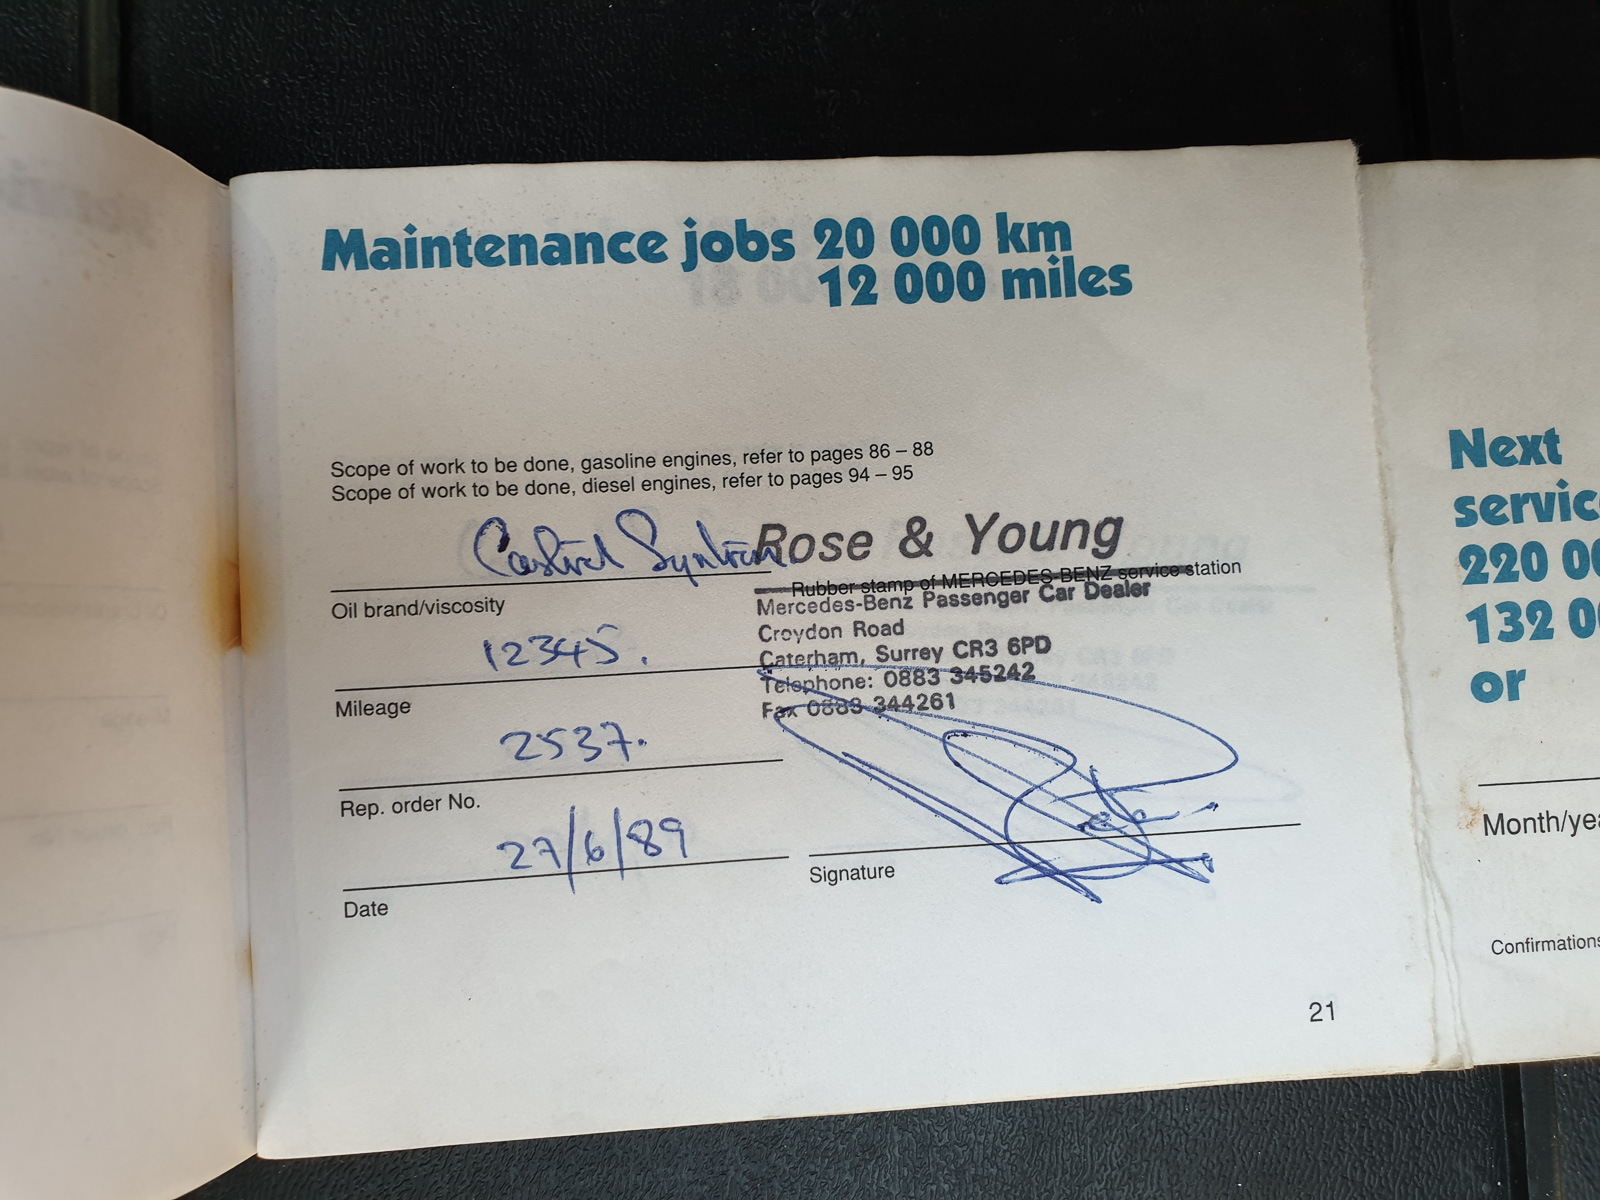 Maintenance jobs 20 000 km
12 000 miles
Scope of work to be done, gasoline engines, refer to pages 86 – 88
Scope of work to be done, diesel engines, refer to pages 94 – 95
Castrol Syntron
Oil brand/viscosity
12345.
Mileage
2537.
Rep. order No.
27/6/89
Date
Rose & Young
Rubber stamp of MERCEDES-BENZ service station
Mercedes-Benz Passenger Car Dealer
Croydon Road
Caterham, Surrey CR3 6PD
Telephone: 0883 345242
Fax 0883 344261
Signature
21
Next
servic
220 00
132 00
or
Month/yea
Confirmations